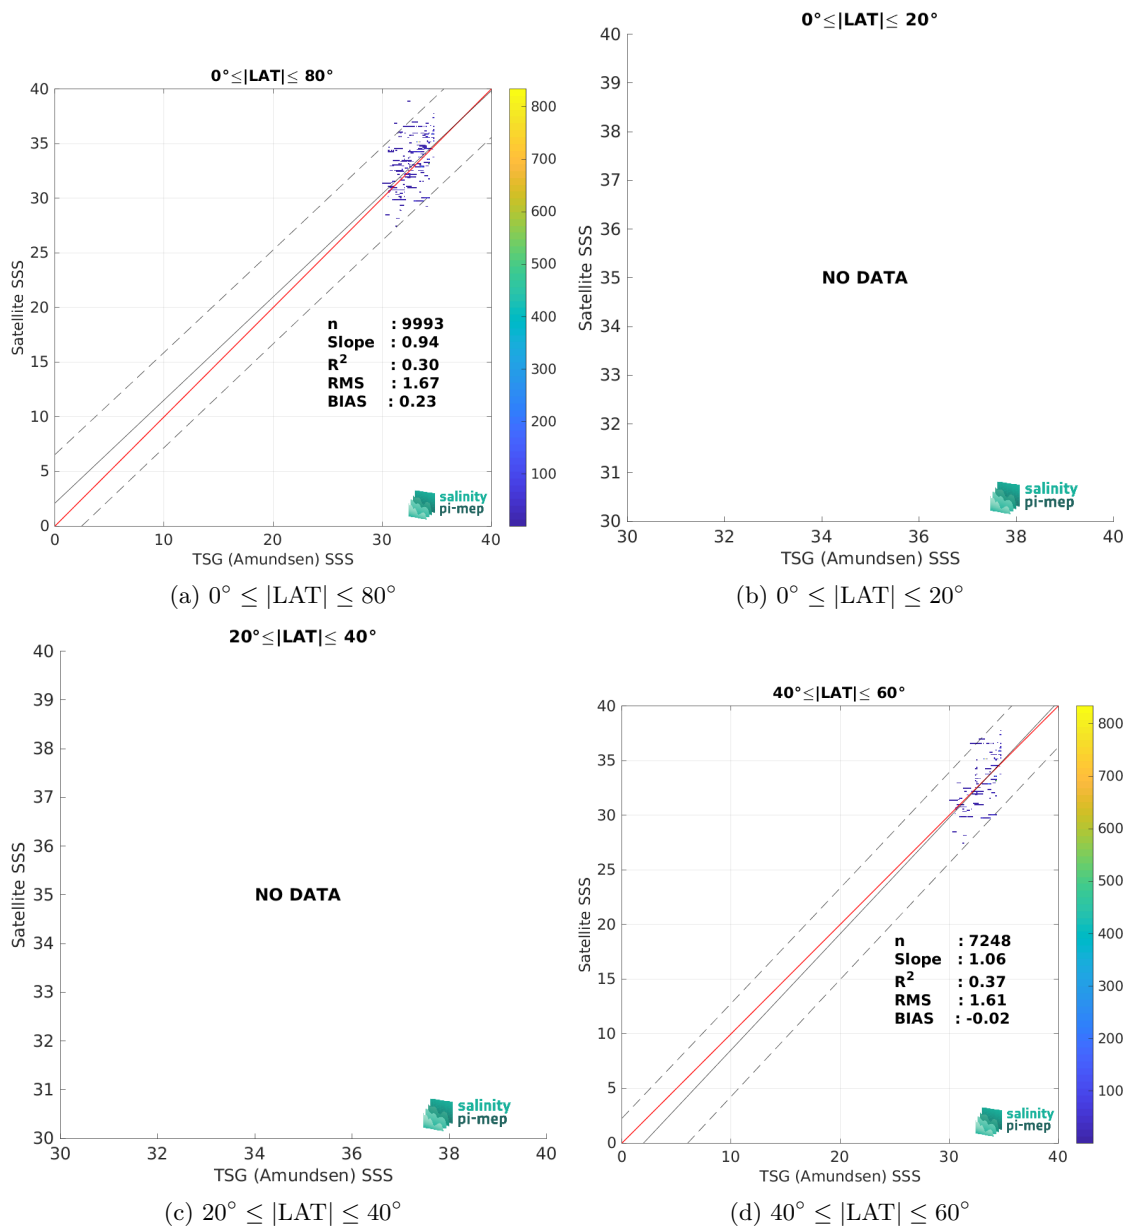 0°≤|LAT|≤ 80°
Satellite SSS
40
35
30
25
20
15
10
5
0
0
10
20
30
40
TSG (Amundsen) SSS
n : 9993
Slope : 0.94
R² : 0.30
RMS : 1.67
BIAS : 0.23
salinity
pi-mep
800
700
600
500
400
300
200
100
(a) 0° ≤ |LAT| ≤ 80°
0°≤|LAT|≤ 20°
Satellite SSS
40
39
38
37
36
35
34
33
32
31
30
NO DATA
salinity
pi-mep
30
32
34
36
38
40
TSG (Amundsen) SSS
(b) 0° ≤ |LAT| ≤ 20°
20°≤|LAT|≤ 40°
Satellite SSS
40
39
38
37
36
35
34
33
32
31
30
NO DATA
salinity
pi-mep
30
32
34
36
38
40
TSG (Amundsen) SSS
(c) 20° ≤ |LAT| ≤ 40°
40°≤|LAT|≤ 60°
Satellite SSS
40
35
30
25
20
15
10
5
0
0
10
20
30
40
TSG (Amundsen) SSS
n : 7248
Slope : 1.06
R² : 0.37
RMS : 1.61
BIAS : -0.02
salinity
pi-mep
800
700
600
500
400
300
200
100
(d) 40° ≤ |LAT| ≤ 60°